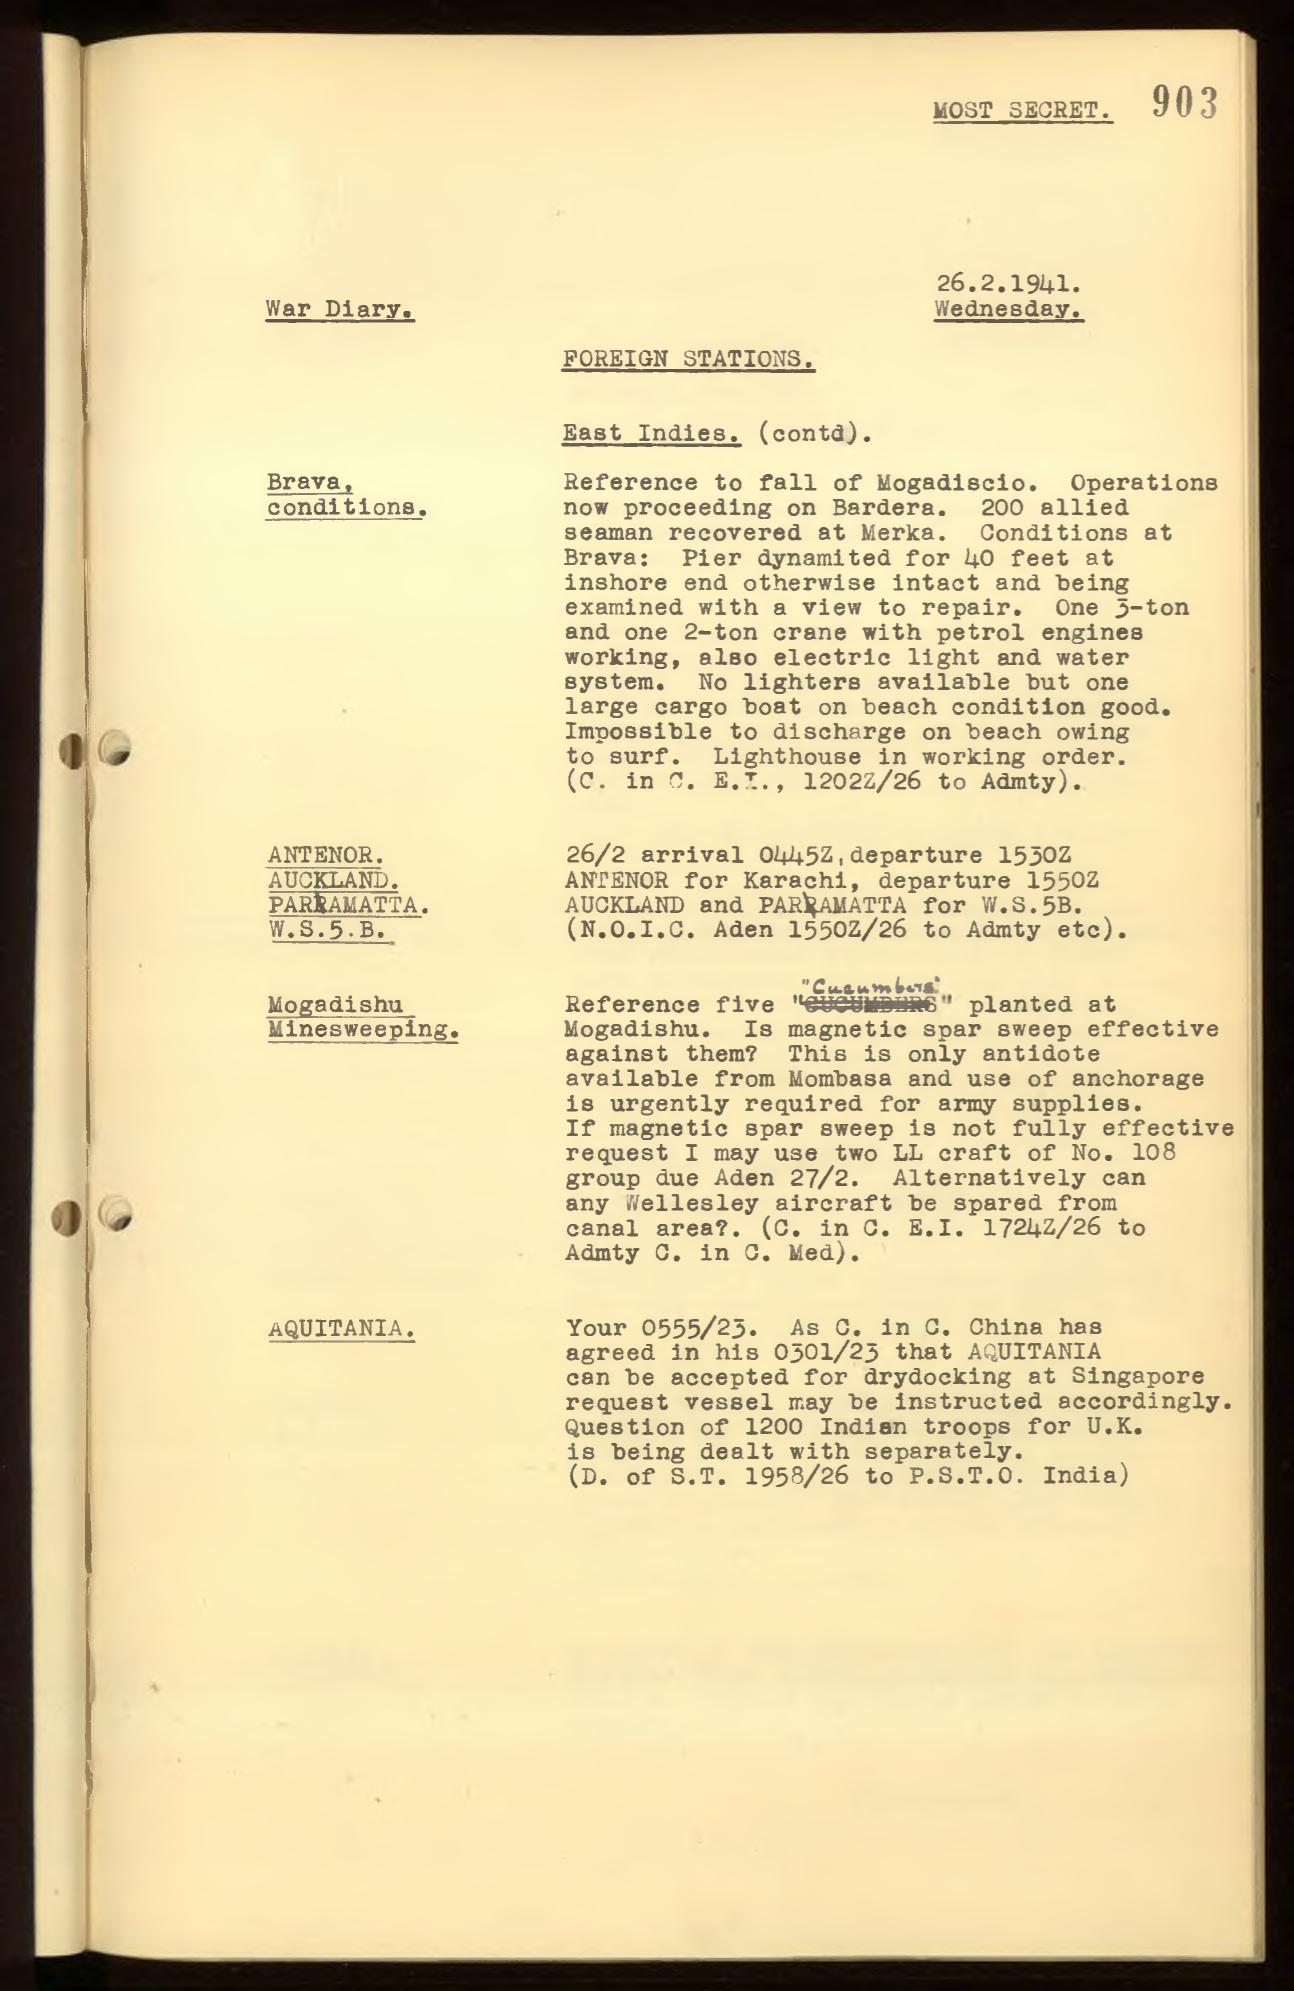 MOST SECRET. 903
26.2.1941.
War Diary. Wednesday.
FOREIGN STATIONS.
East Indies. (contd).
Brava, Reference to fall of Mogadiscio. Operations
conditions. now proceeding on Bardera. 200 allied
seaman recovered at Merka. Conditions at
Brava: Pier dynamited for 40 feet at
inshore end otherwise intact and being
examined with a view to repair. One 3-ton
and one 2-ton crane with petrol engines
working, also electric light and water
system. No lighters available but one
large cargo boat on beach condition good.
Impossible to discharge on beach owing
to surf. Lighthouse in working order.
(C. in C. E.I., 1202Z/26 to Admty).
ANTENOR. 26/2 arrival 0445Z, departure 1530Z
AUCKLAND. ANTENOR for Karachi, departure 1550Z
PARRAMATTA. AUCKLAND and PARRAMATTA for W.S.5B.
W.S.5.B. (N.O.I.C. Aden 1550Z/26 to Admty etc).
"Cucumbers"
Mogadishu Reference five "CUCUMBERS" planted at
Minesweeping. Mogadishu. Is magnetic spar sweep effective
against them? This is only antidote
available from Mombasa and use of anchorage
is urgently required for army supplies.
If magnetic spar sweep is not fully effective
request I may use two LL craft of No. 108
group due Aden 27/2. Alternatively can
any Wellesley aircraft be spared from
canal area?. (C. in C. E.I. 1724Z/26 to
Admty C. in C. Med).
AQUITANIA. Your 0555/23. As C. in C. China has
agreed in his 0301/23 that AQUITANIA
can be accepted for drydocking at Singapore
request vessel may be instructed accordingly.
Question of 1200 Indian troops for U.K.
is being dealt with separately.
(D. of S.T. 1958/26 to P.S.T.O. India)